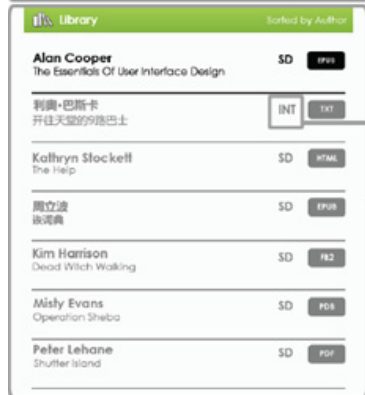 Library Sorted by Author
Alan Cooper SD EPUB
The Essentials Of User Interface Design
利奥·巴斯卡 INT TXT
开往天堂的9路巴士
Kathryn Stockett SD HTML
The Help
周立波 SD EPUB
诙词典
Kim Harrison SD FB2
Dead Witch Walking
Misty Evans SD PDB
Operation Sheba
Peter Lehane SD PDF
Shutter Island